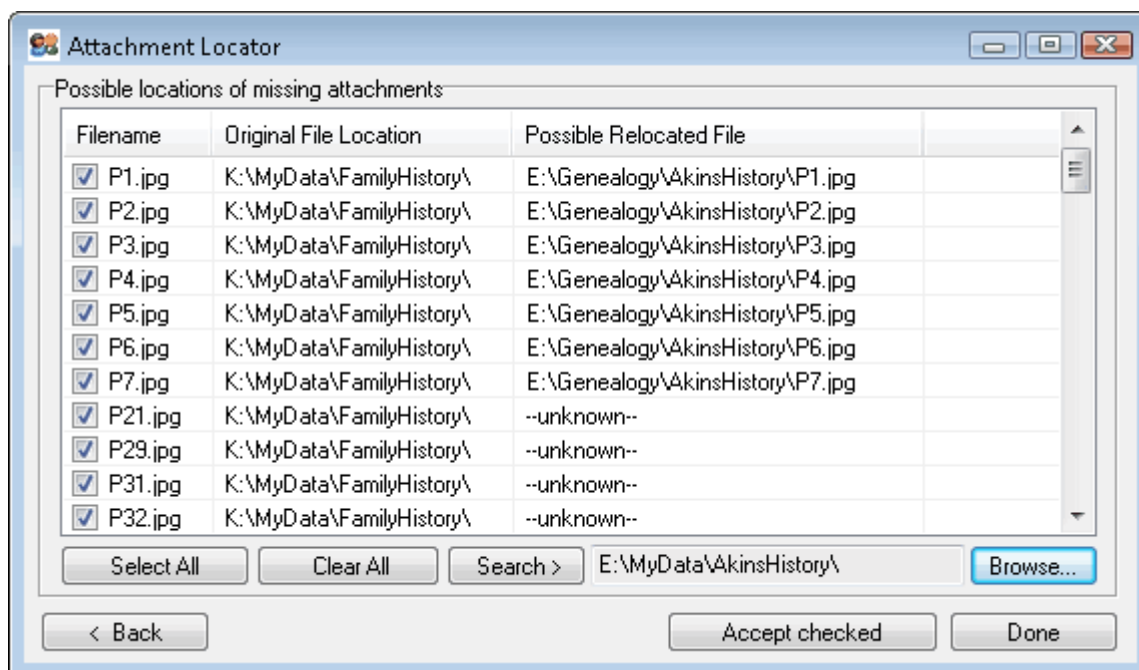 Attachment Locator
Possible locations of missing attachments
Filename Original File Location Possible Relocated File
P1.jpg K:\MyData\FamilyHistory\ E:\Genealogy\AkinsHistory\P1.jpg
P2.jpg K:\MyData\FamilyHistory\ E:\Genealogy\AkinsHistory\P2.jpg
P3.jpg K:\MyData\FamilyHistory\ E:\Genealogy\AkinsHistory\P3.jpg
P4.jpg K:\MyData\FamilyHistory\ E:\Genealogy\AkinsHistory\P4.jpg
P5.jpg K:\MyData\FamilyHistory\ E:\Genealogy\AkinsHistory\P5.jpg
P6.jpg K:\MyData\FamilyHistory\ E:\Genealogy\AkinsHistory\P6.jpg
P7.jpg K:\MyData\FamilyHistory\ E:\Genealogy\AkinsHistory\P7.jpg
P21.jpg K:\MyData\FamilyHistory\ --unknown--
P29.jpg K:\MyData\FamilyHistory\ --unknown--
P31.jpg K:\MyData\FamilyHistory\ --unknown--
P32.jpg K:\MyData\FamilyHistory\ --unknown--
Select All Clear All Search > E:\MyData\AkinsHistory\ Browse...
< Back Accept checked Done